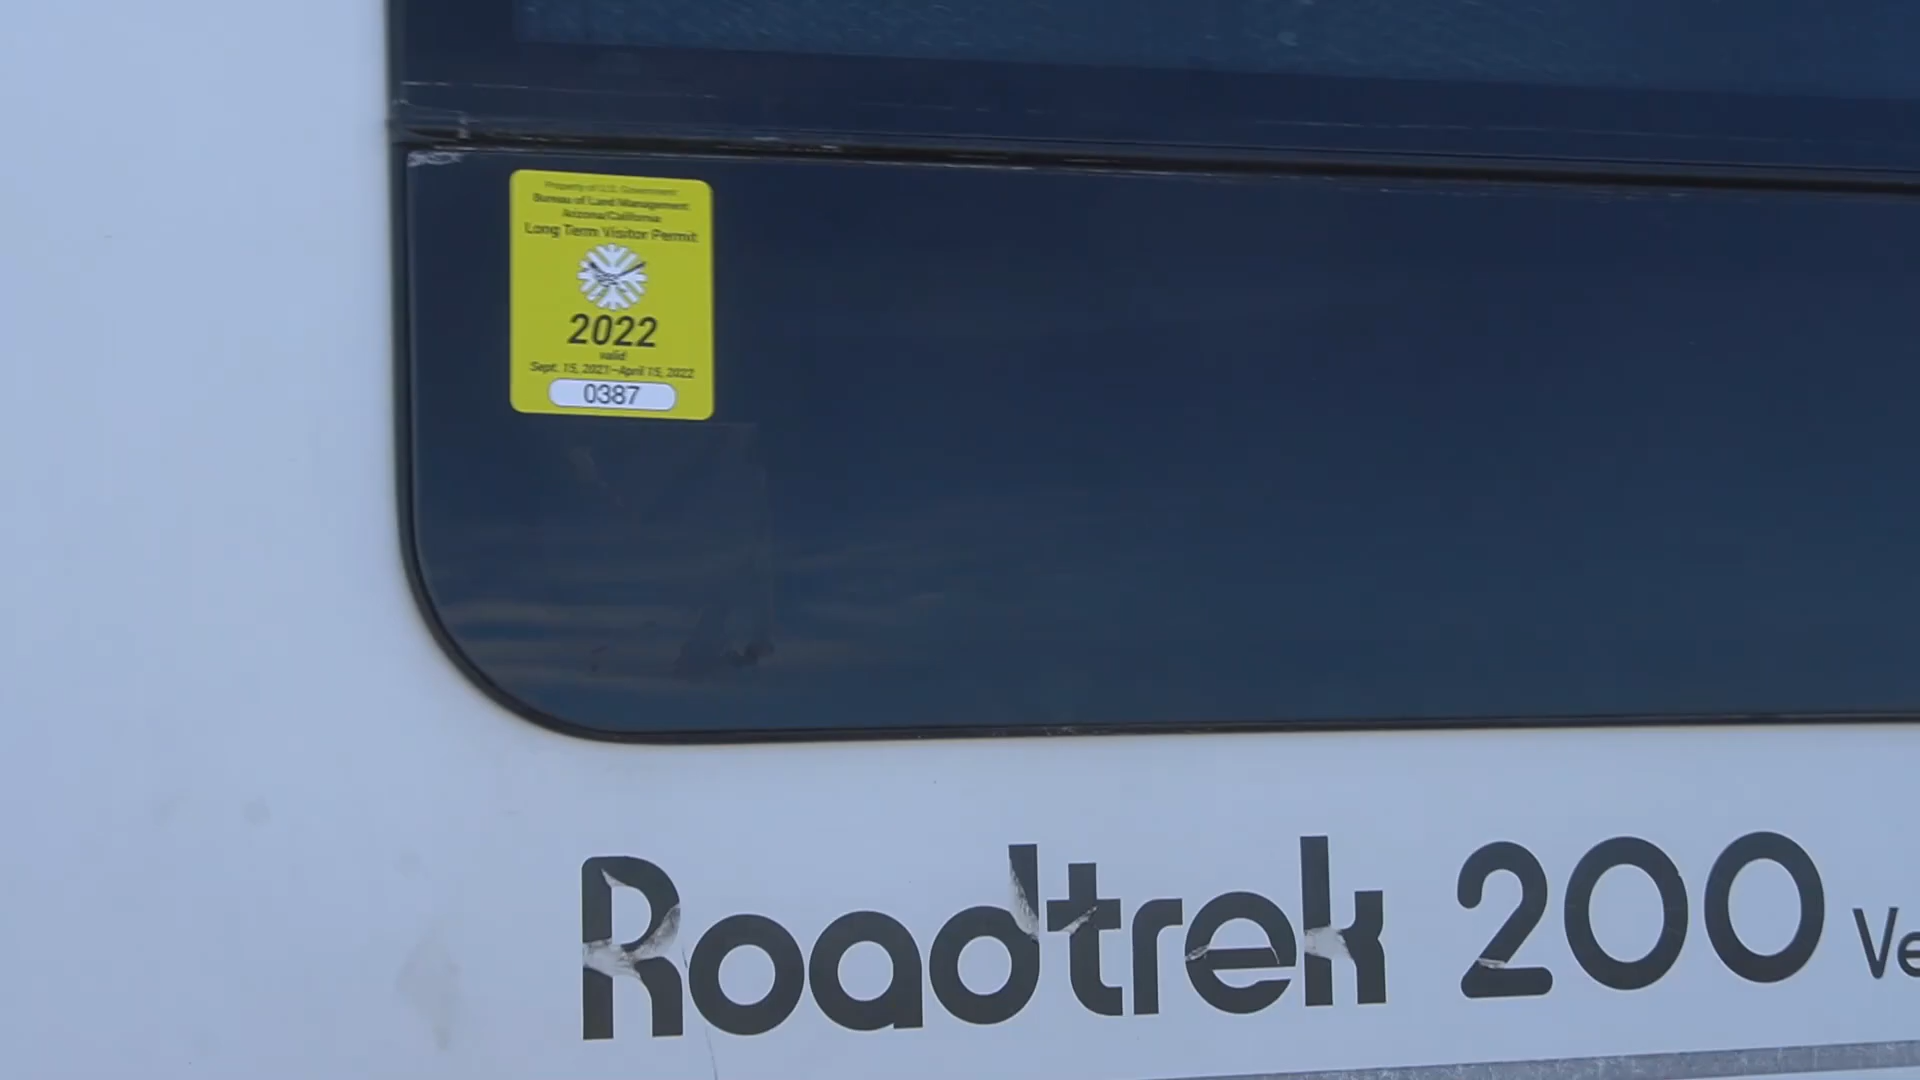 Property of U.S. Government
Bureau of Land Management
Arizona/California
Long Term Visitor Permit
2022
valid
Sept. 15, 2021-April 15, 2022
0387
Roadtrek 200 Ve